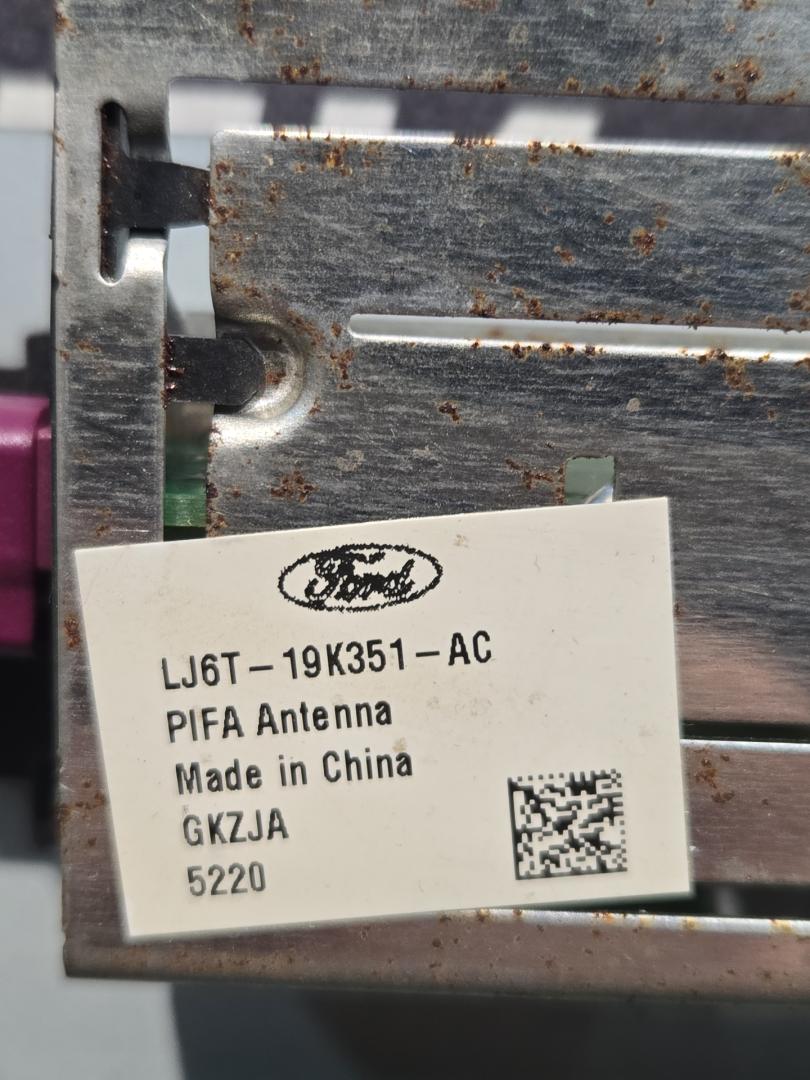 Ford
LJ6T-19K351-AC
PIFA Antenna
Made in China
GKZJA
5220